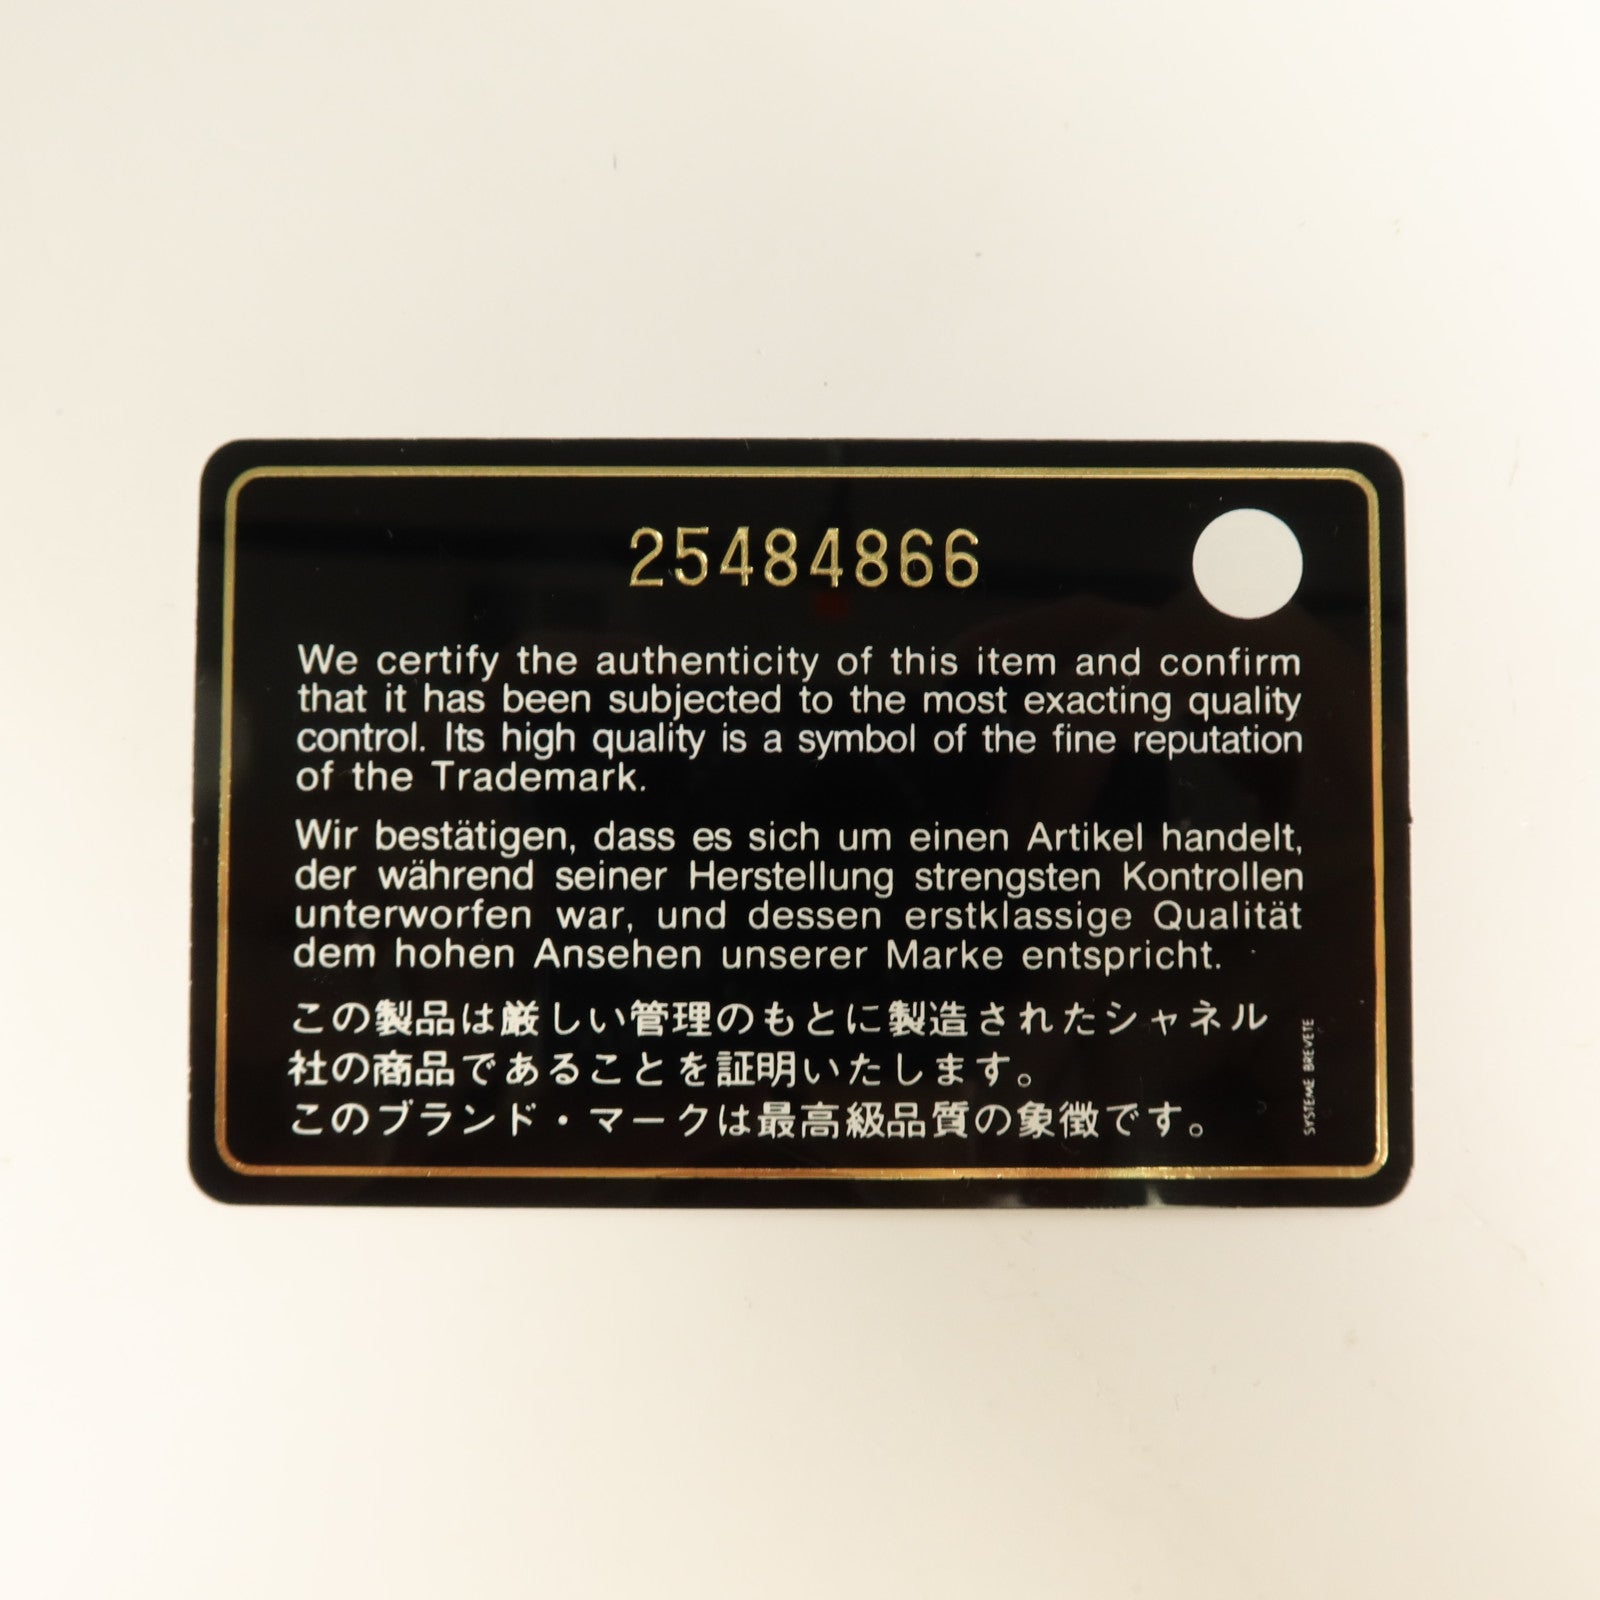 25484866
We certify the authenticity of this item and confirm
that it has been subjected to the most exacting quality
control. Its high quality is a symbol of the fine reputation
of the Trademark.
Wir bestätigen, dass es sich um einen Artikel handelt,
der während seiner Herstellung strengsten Kontrollen
unterworfen war, und dessen erstklassige Qualität
dem hohen Ansehen unserer Marke entspricht.
この製品は厳しい管理のもとに製造されたシャネル
社の商品であることを証明いたします。
このブランド・マークは最高級品質の象徴です。
SYSTEME BREVETE